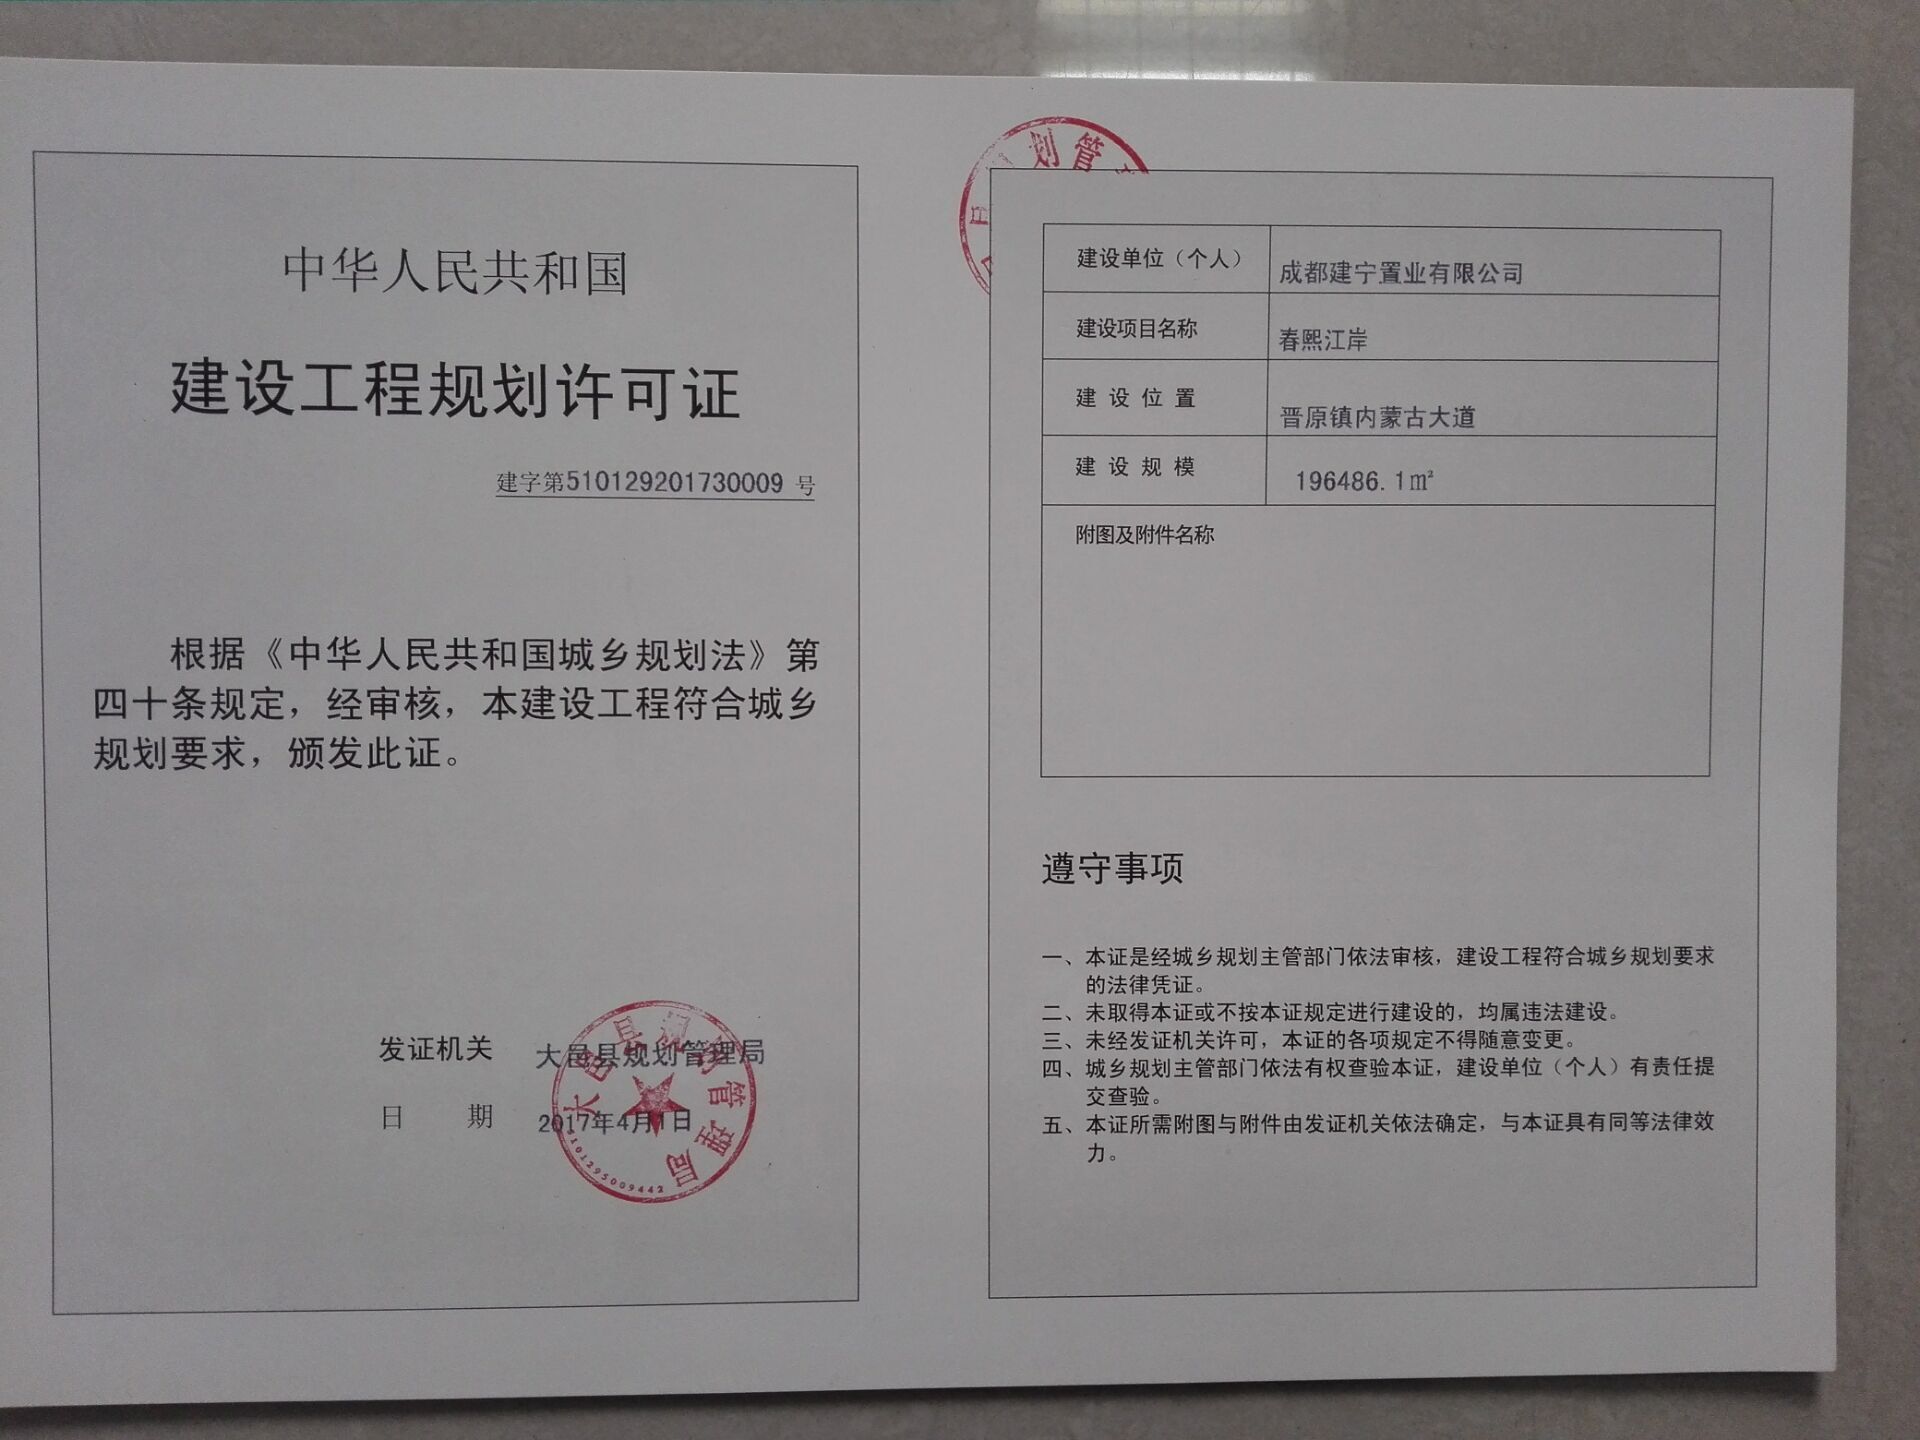 中华人民共和国
建设工程规划许可证
建字第510129201730009 号
根据《中华人民共和国城乡规划法》第
四十条规定，经审核，本建设工程符合城乡
规划要求，颁发此证。
发证机关 大邑县规划管理局
日 期 2017年4月1日
大邑县规划管理局
5101295009442
划管
建设单位（个人） 成都建宁置业有限公司
建设项目名称 春熙江岸
建设位置 晋原镇内蒙古大道
建设规模 196486.1㎡
附图及附件名称
遵守事项
一、本证是经城乡规划主管部门依法审核，建设工程符合城乡规划要求
的法律凭证。
二、未取得本证或不按本证规定进行建设的，均属违法建设。
三、未经发证机关许可，本证的各项规定不得随意变更。
四、城乡规划主管部门依法有权查验本证，建设单位（个人）有责任提
交查验。
五、本证所需附图与附件由发证机关依法确定，与本证具有同等法律效
力。